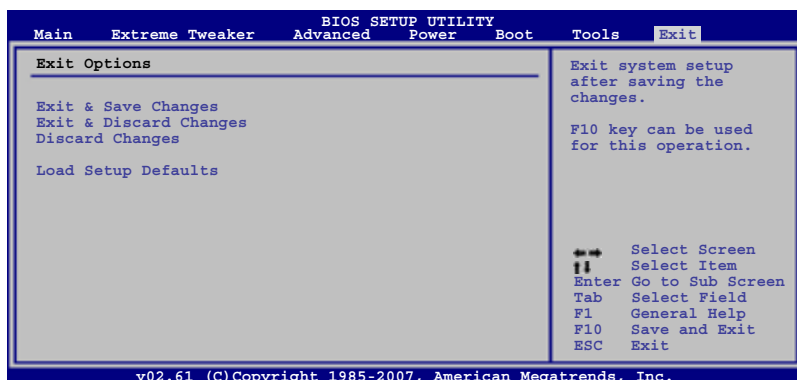 BIOS SETUP UTILITY
Main Extreme Tweaker Advanced Power Boot Tools Exit
Exit Options
Exit & Save Changes
Exit & Discard Changes
Discard Changes
Load Setup Defaults
Exit system setup
after saving the
changes.
F10 key can be used
for this operation.
Select Screen
Select Item
Enter Go to Sub Screen
Tab Select Field
F1 General Help
F10 Save and Exit
ESC Exit
v02.61 (C)Copyright 1985-2007, American Megatrends, Inc.